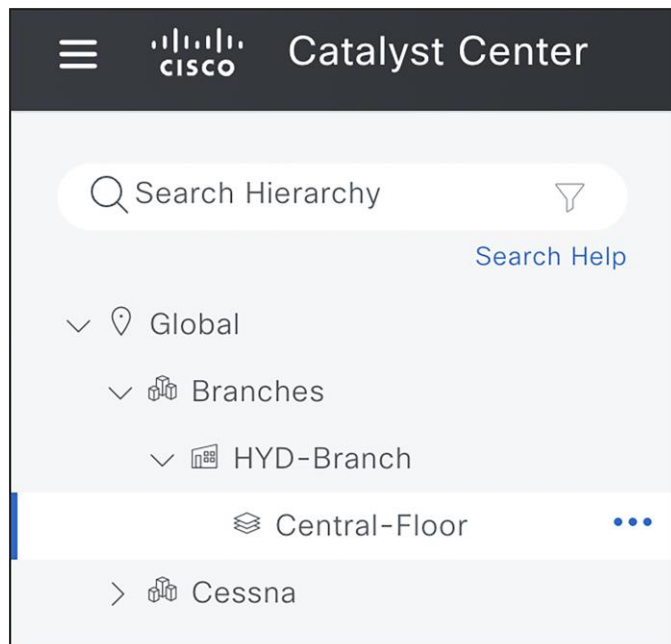 CISCO Catalyst Center
Search Hierarchy
Search Help
Global
Branches
HYD-Branch
Central-Floor
Cessna